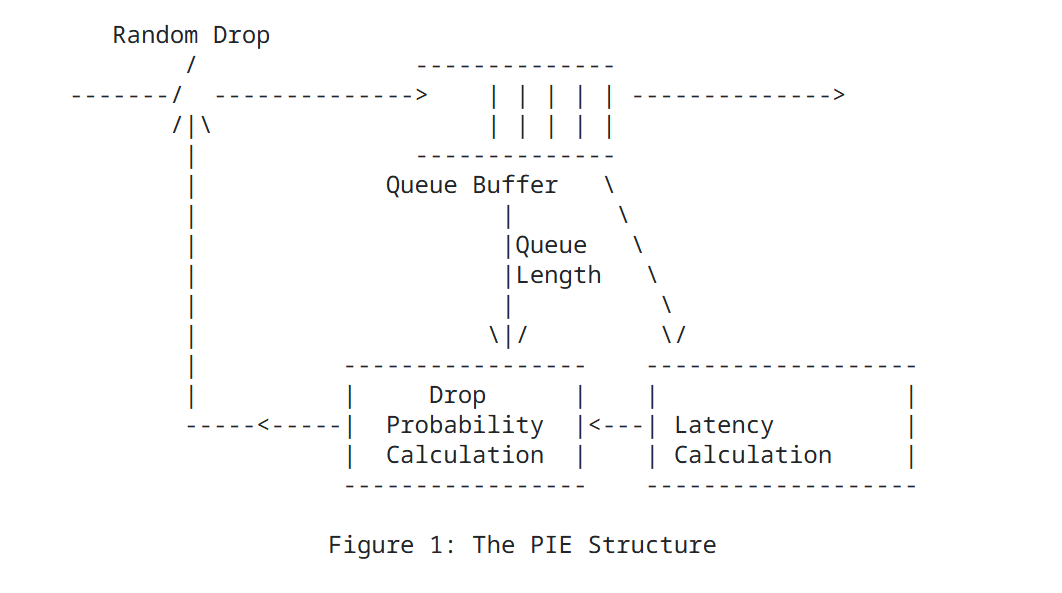 Random Drop
Queue Buffer
Queue
Length
Drop
Probability
Calculation
Latency
Calculation
Figure 1: The PIE Structure